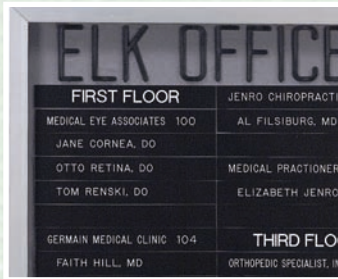 ELK OFFICE
FIRST FLOOR
MEDICAL EYE ASSOCIATES 100
JANE CORNEA, DO
OTTO RETINA, DO
TOM RENSKI, DO
GERMAIN MEDICAL CLINIC 104
FAITH HILL, MD
JENRO CHIROPRACTI
AL FILSIBURG, MD
MEDICAL PRACTIONER
ELIZABETH JENRO
THIRD FLO
ORTHOPEDIC SPECIALIST, IN